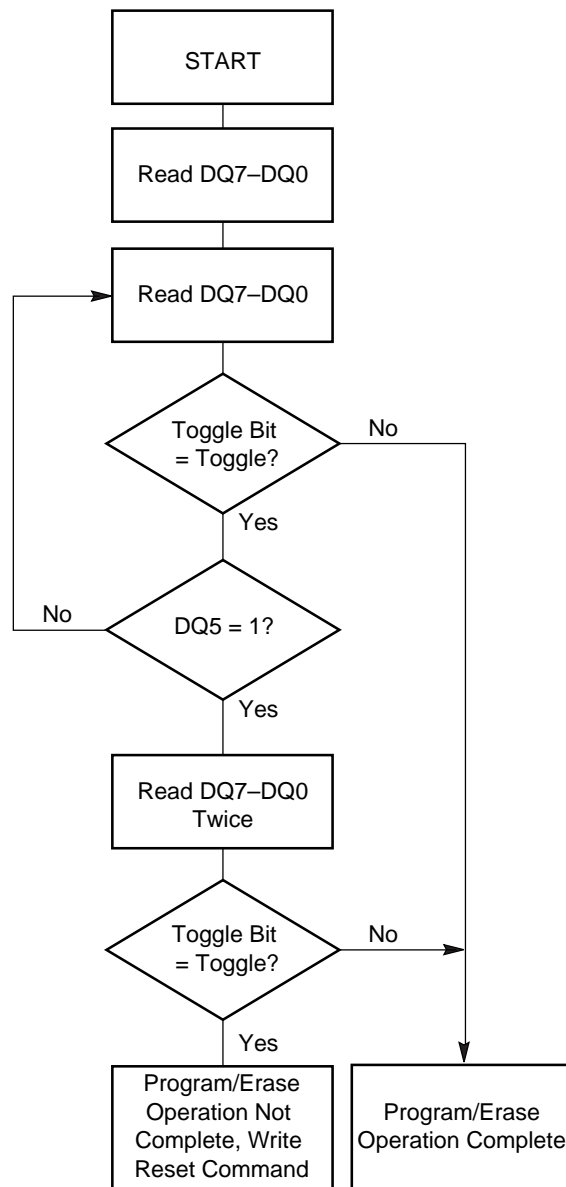 START
Read DQ7–DQ0
Read DQ7–DQ0
Toggle Bit
= Toggle?
No
Yes
No
DQ5 = 1?
Yes
Read DQ7–DQ0
Twice
Toggle Bit
= Toggle?
No
Yes
Program/Erase
Operation Not
Complete, Write
Reset Command
Program/Erase
Operation Complete